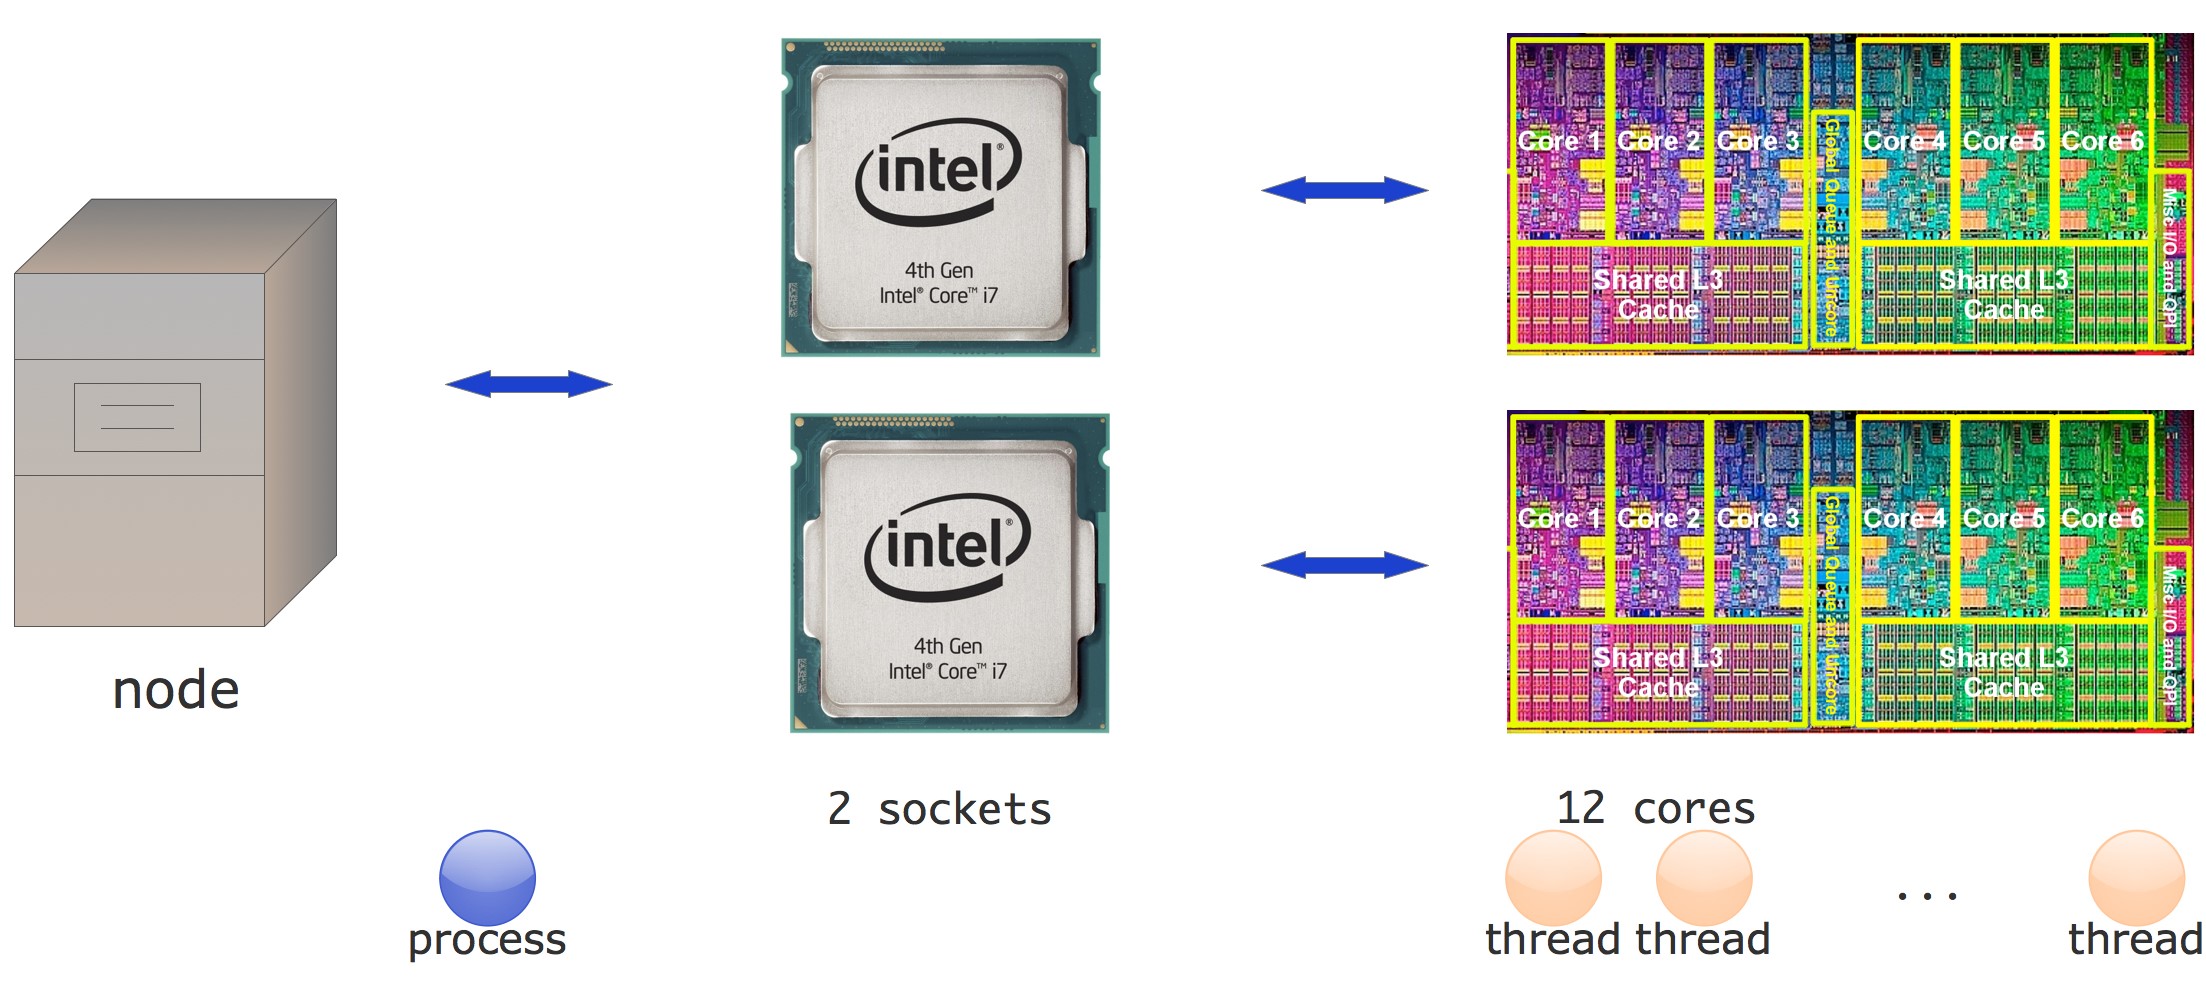 intel®
4th Gen
Intel® Core™ i7
Core 1 Core 2 Core 3 Core 4 Core 5 Core 6
Global Queue and Uncore
Misc I/O and QPI
Shared L3
Cache
Shared L3
Cache
intel®
4th Gen
Intel® Core™ i7
Core 1 Core 2 Core 3 Core 4 Core 5 Core 6
Global Queue and Uncore
Misc I/O and QPI
Shared L3
Cache
Shared L3
Cache
node
2 sockets
12 cores
process
thread thread ... thread